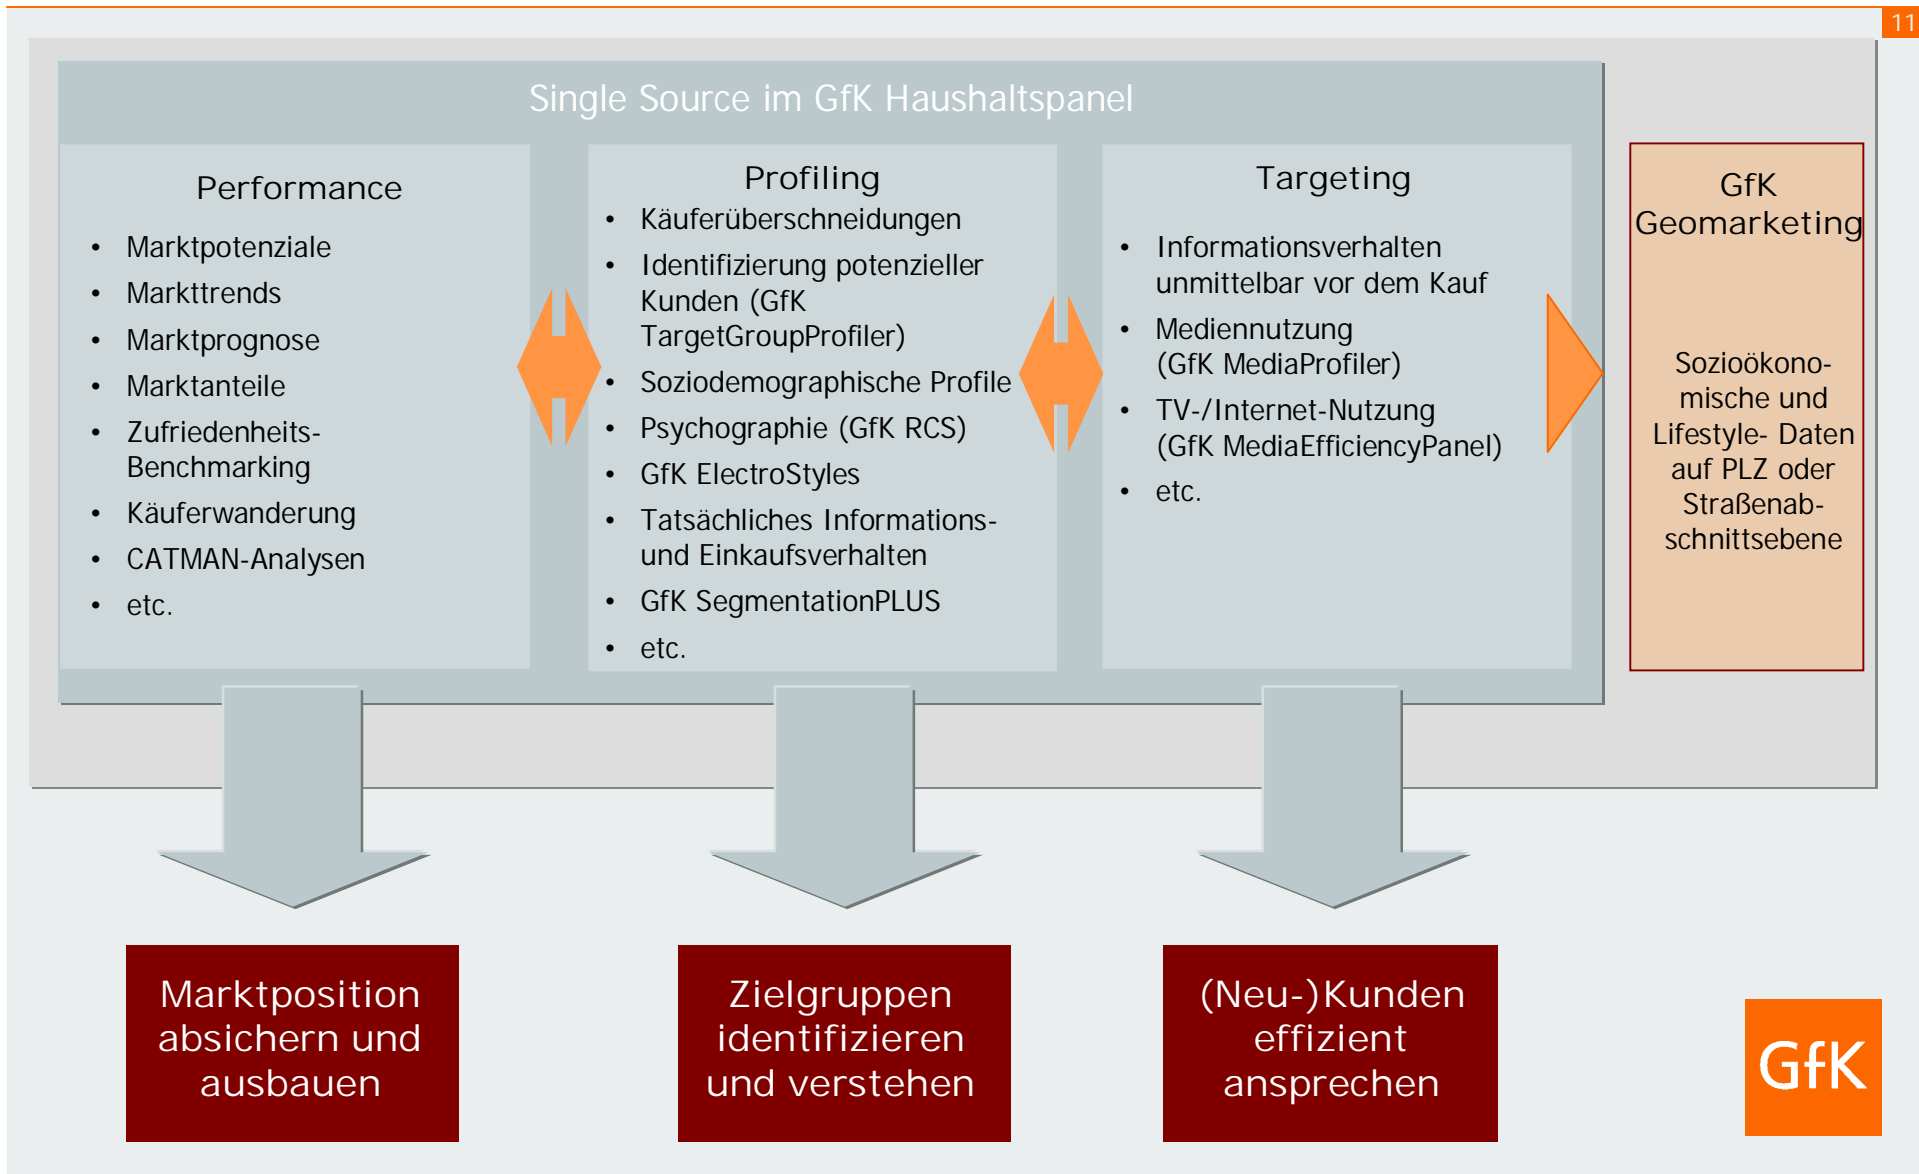 11
Single Source im GfK Haushaltspanel
Performance
• Marktpotenziale
• Markttrends
• Marktprognose
• Marktanteile
• Zufriedenheits-
Benchmarking
• Käuferwanderung
• CATMAN-Analysen
• etc.
Profiling
• Käuferüberschneidungen
• Identifizierung potenzieller
Kunden (GfK
TargetGroupProfiler)
• Soziodemographische Profile
• Psychographie (GfK RCS)
• GfK ElectroStyles
• Tatsächliches Informations-
und Einkaufsverhalten
• GfK SegmentationPLUS
• etc.
Targeting
• Informationsverhalten
unmittelbar vor dem Kauf
• Mediennutzung
(GfK MediaProfiler)
• TV-/Internet-Nutzung
(GfK MediaEfficiencyPanel)
• etc.
GfK
Geomarketing
Sozioökono-
mische und
Lifestyle- Daten
auf PLZ oder
Straßenab-
schnittsebene
Marktposition
absichern und
ausbauen
Zielgruppen
identifizieren
und verstehen
(Neu-)Kunden
effizient
ansprechen
GfK